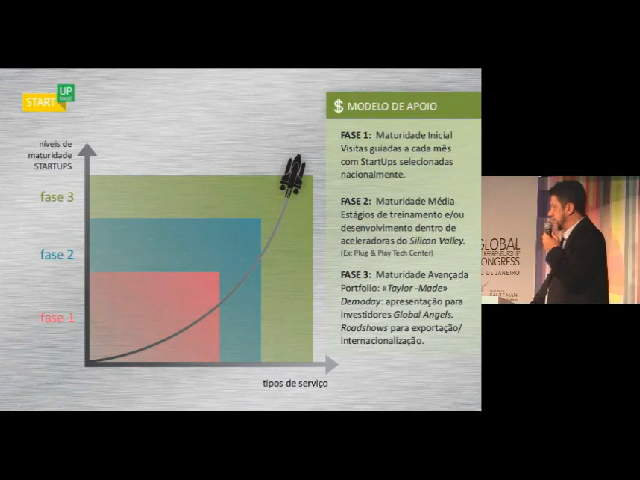 START
UP
níveis de
maturidade
STARTUPS
fase 3
fase 2
fase 1
tipos de serviço
$ MODELO DE APOIO
FASE 1: Maturidade Inicial
Visitas guiadas a cada mês
com StartUps selecionadas
nacionalmente.
FASE 2: Maturidade Média
Estágios de treinamento e/ou
desenvolvimento dentro de
aceleradoras do Silicon Valley.
(Ex: Plug & Play Tech Center)
FASE 3: Maturidade Avançada
Portfolio: «Taylor -Made»
Demoday: apresentação para
investidores Global Angels.
Roadshows para exportação/
internacionalização.
GLOBAL
CONGRESS
JANEIRO